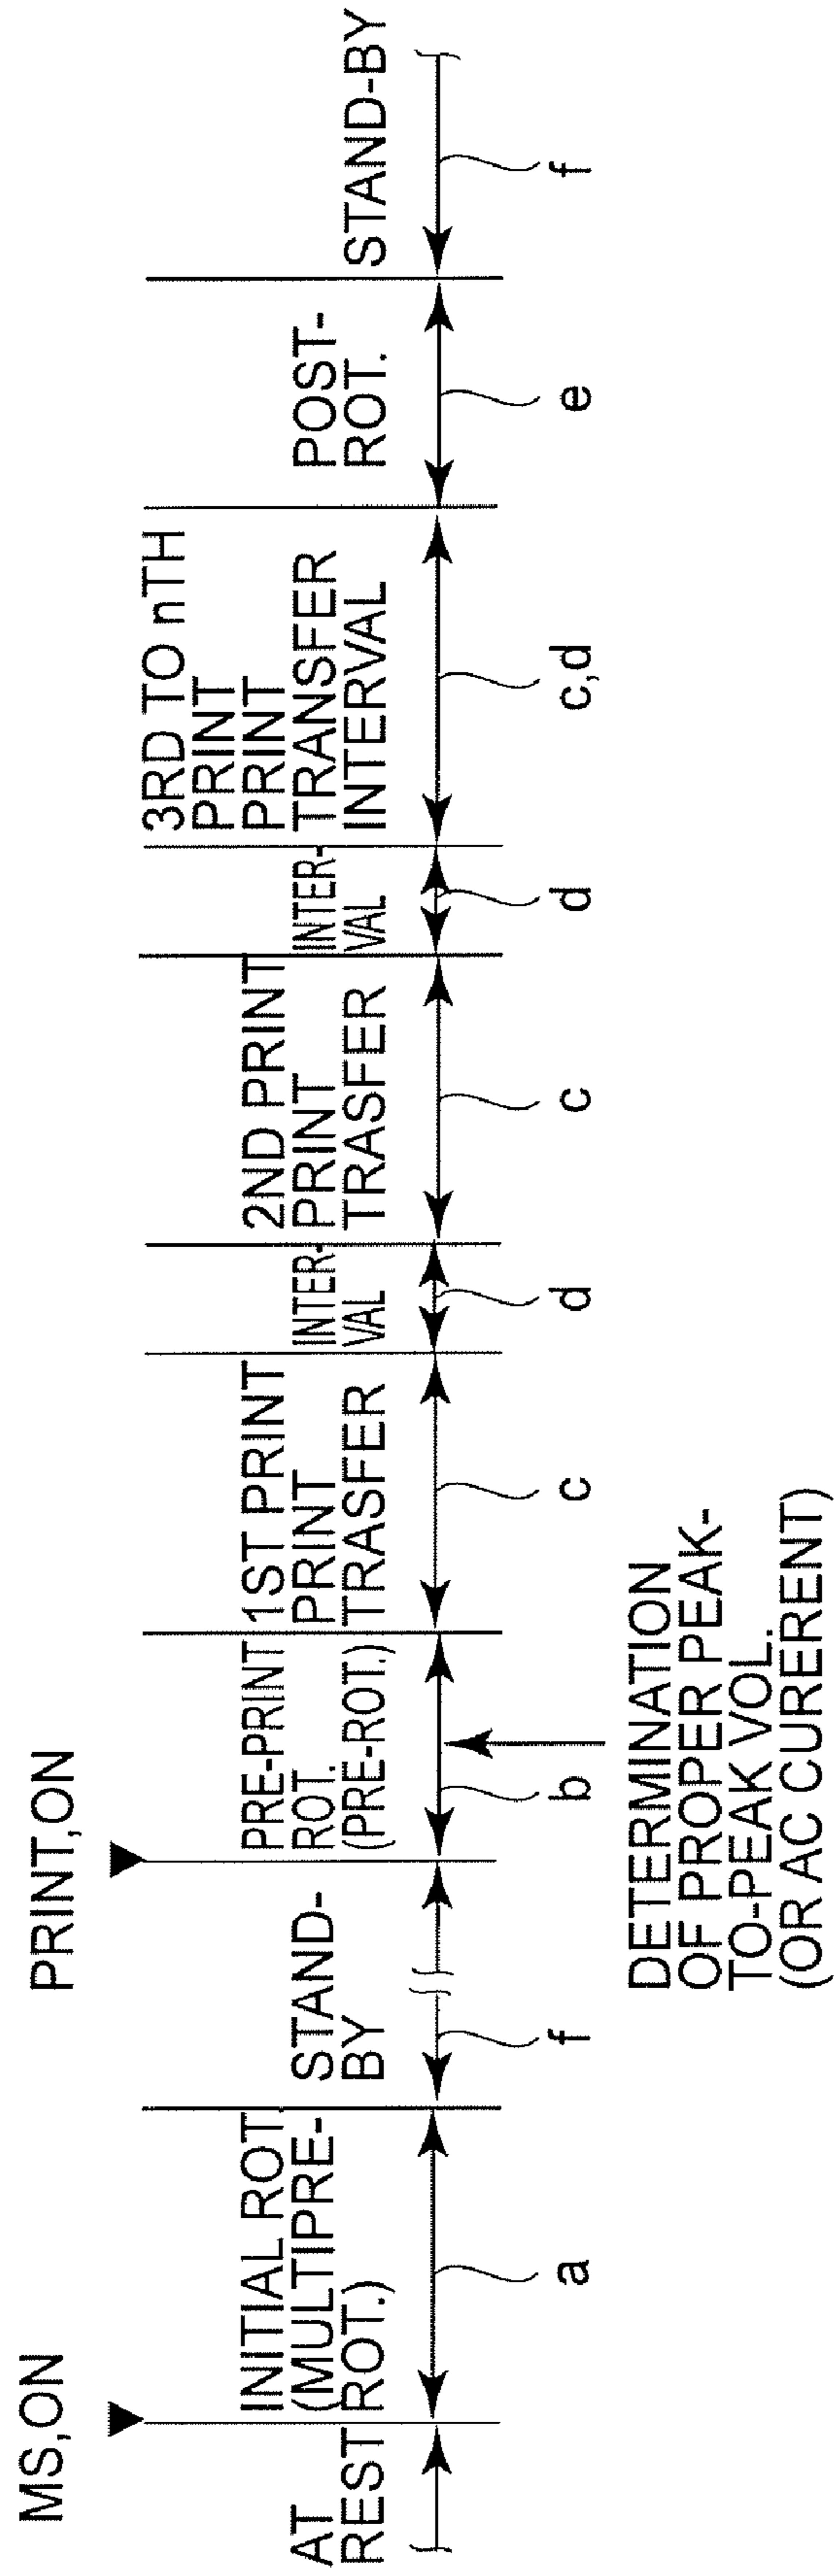 MS,ON
PRINT,ON
AT
REST
INITIAL ROT.
(MULTIPRE-
ROT.)
STAND-
BY
PRE-PRINT
ROT.
(PRE-ROT.)
1ST PRINT
PRINT
TRASFER
INTER-
VAL
2ND PRINT
PRINT
TRASFER
INTER-
VAL
3RD TO nTH
PRINT
PRINT
TRANSFER
INTERVAL
POST-
ROT.
STAND-BY
a
f
b
c
d
c
d
c,d
e
f
DETERMINATION
OF PROPER PEAK-
TO-PEAK VOL.
(OR AC CURERENT)